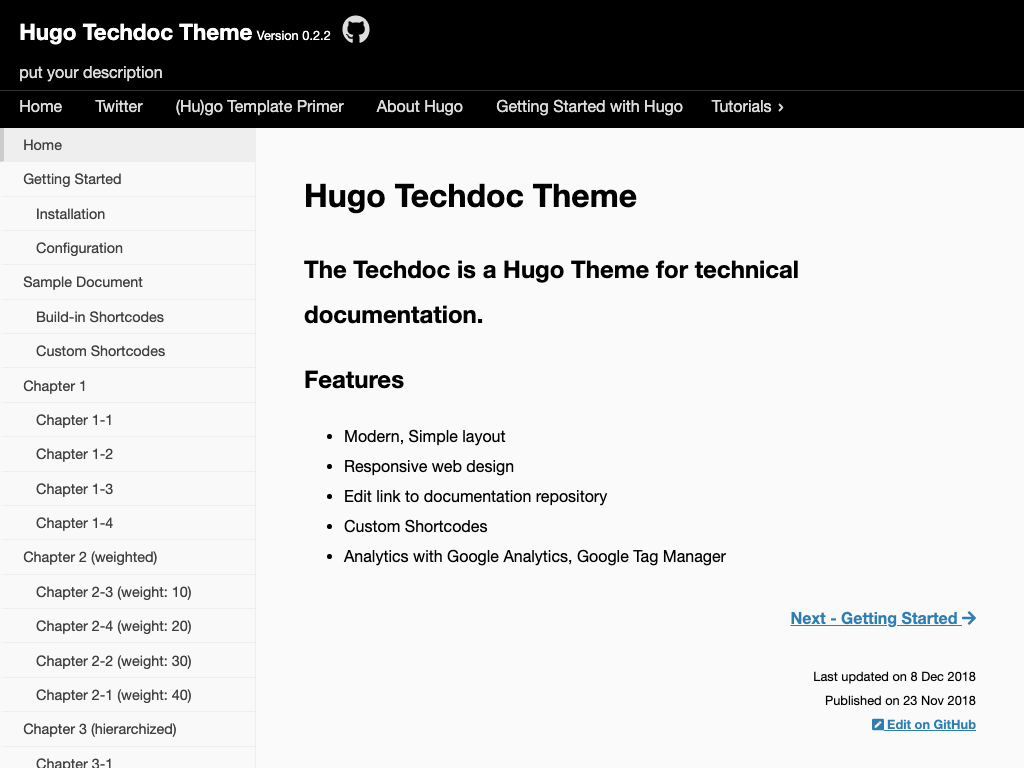 Hugo Techdoc Theme Version 0.2.2
put your description
Home Twitter (Hu)go Template Primer About Hugo Getting Started with Hugo Tutorials ›
Home
Getting Started
Installation
Configuration
Sample Document
Build-in Shortcodes
Custom Shortcodes
Chapter 1
Chapter 1-1
Chapter 1-2
Chapter 1-3
Chapter 1-4
Chapter 2 (weighted)
Chapter 2-3 (weight: 10)
Chapter 2-4 (weight: 20)
Chapter 2-2 (weight: 30)
Chapter 2-1 (weight: 40)
Chapter 3 (hierarchized)
Chapter 3-1
Hugo Techdoc Theme
The Techdoc is a Hugo Theme for technical
documentation.
Features
• Modern, Simple layout
• Responsive web design
• Edit link to documentation repository
• Custom Shortcodes
• Analytics with Google Analytics, Google Tag Manager
Next - Getting Started →
Last updated on 8 Dec 2018
Published on 23 Nov 2018
Edit on GitHub